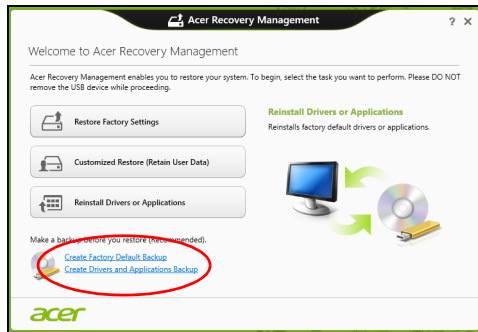 Acer Recovery Management
? X
Welcome to Acer Recovery Management
Acer Recovery Management enables you to restore your system. To begin, select the task you want to perform. Please DO NOT
remove the USB device while proceeding.
Restore Factory Settings
Customized Restore (Retain User Data)
Reinstall Drivers or Applications
Reinstall Drivers or Applications
Reinstalls factory default drivers or applications.
Make a backup before you restore (Recommended).
Create Factory Default Backup
Create Drivers and Applications Backup
acer